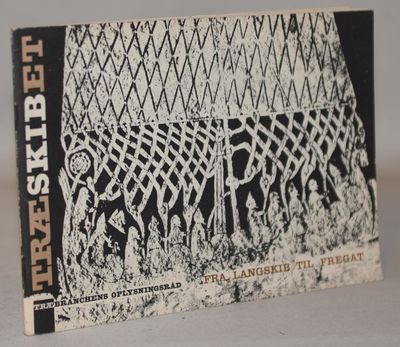 TRÆSKIBET
FRA LANGSKIB TIL FREGAT
TRÆBRANCHENS OPLYSNINGSRÅD